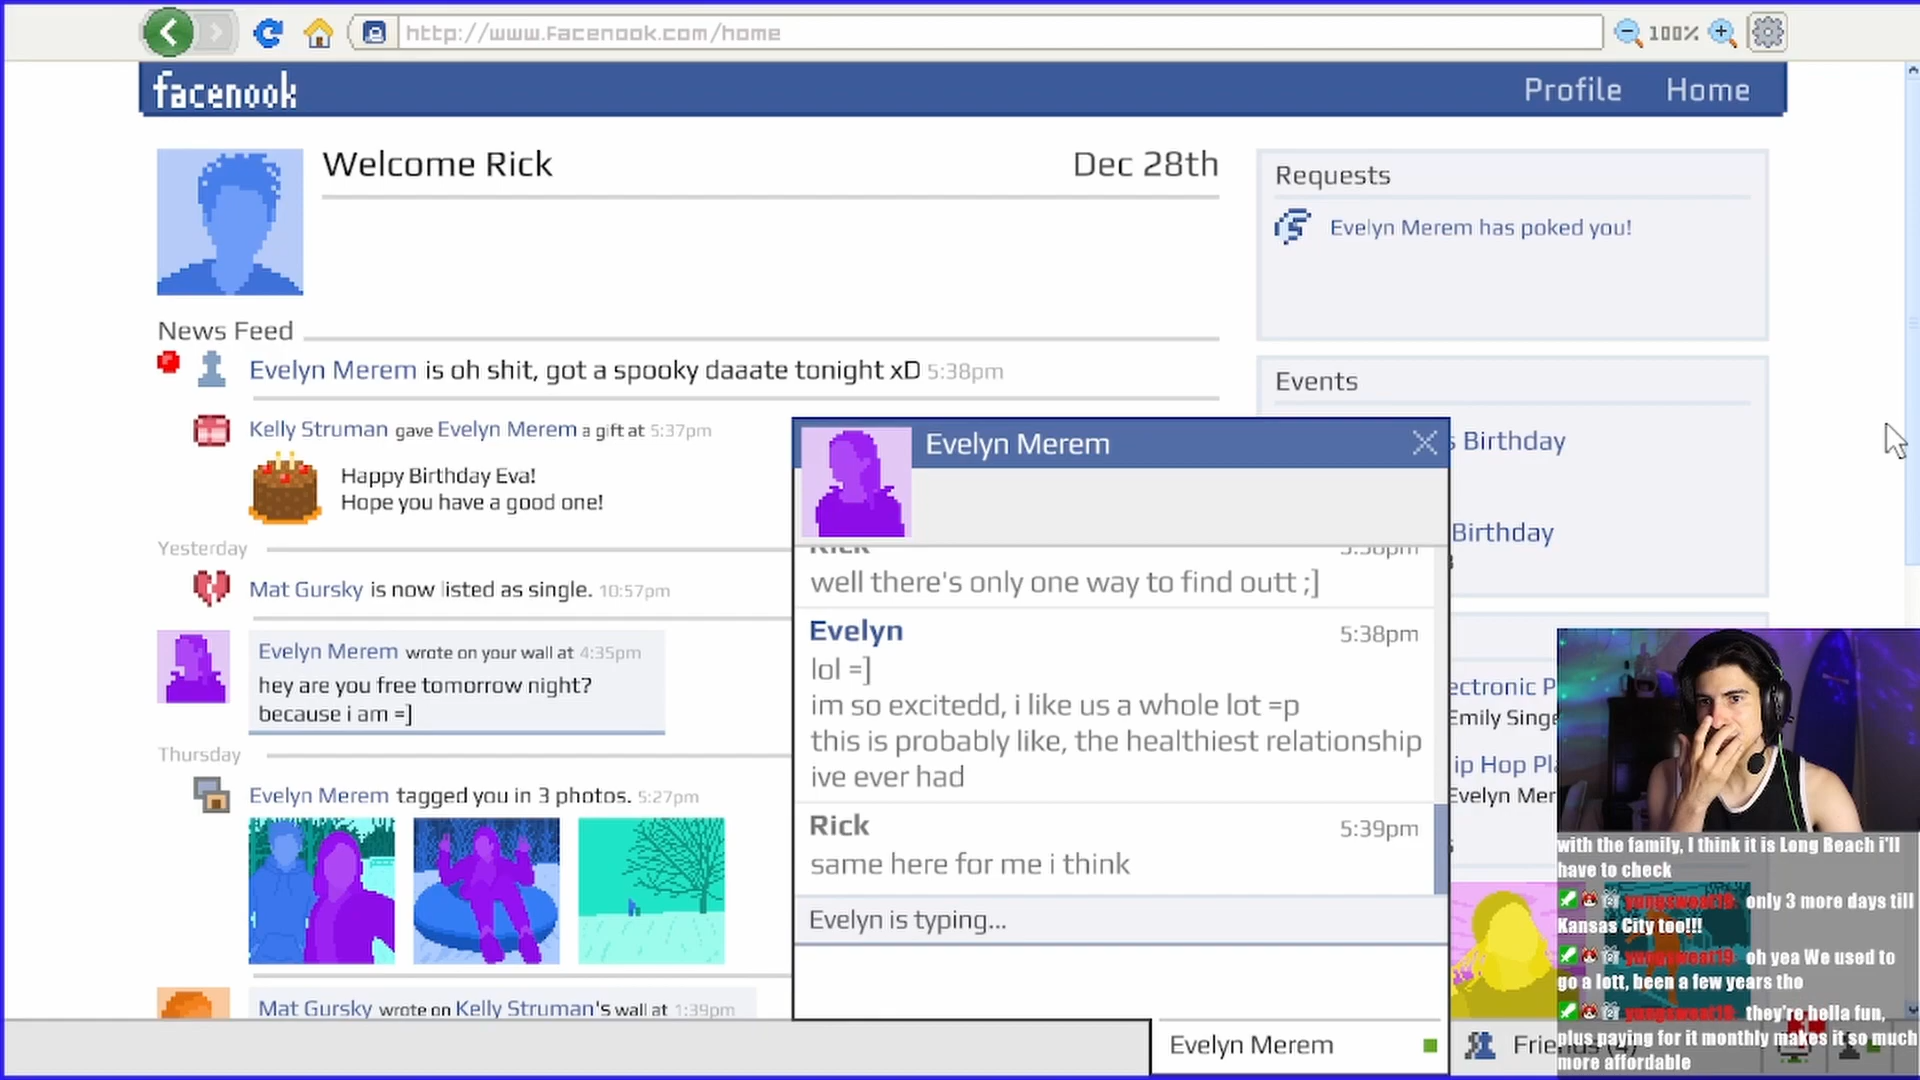 http://www.facenook.com/home
100%
facenook
Profile
Home
Welcome Rick
Dec 28th
News Feed
Evelyn Merem is oh shit, got a spooky daaate tonight xD 5:38pm
Kelly Struman gave Evelyn Merem a gift at 5:37pm
Happy Birthday Eva!
Hope you have a good one!
Yesterday
Mat Gursky is now listed as single. 10:57pm
Evelyn Merem wrote on your wall at 4:35pm
hey are you free tomorrow night?
because i am =]
Thursday
Evelyn Merem tagged you in 3 photos. 5:27pm
Mat Gursky wrote on Kelly Struman's wall at 1:39pm
Requests
Evelyn Merem has poked you!
Events
s Birthday
Birthday
ectronic P
Emily Singe
ip Hop Pla
Evelyn Mer
Evelyn Merem
Rick
well there's only one way to find outt ;]
Evelyn 5:38pm
lol =]
im so excitedd, i like us a whole lot =p
this is probably like, the healthiest relationship
ive ever had
Rick 5:39pm
same here for me i think
Evelyn is typing...
Evelyn Merem
with the family, I think it is Long Beach i'll
have to check
only 3 more days till
Kansas City too!!!
oh yea We used to
go a lott, been a few years tho
they're hella fun,
plus paying for it monthly makes it so much
more affordable